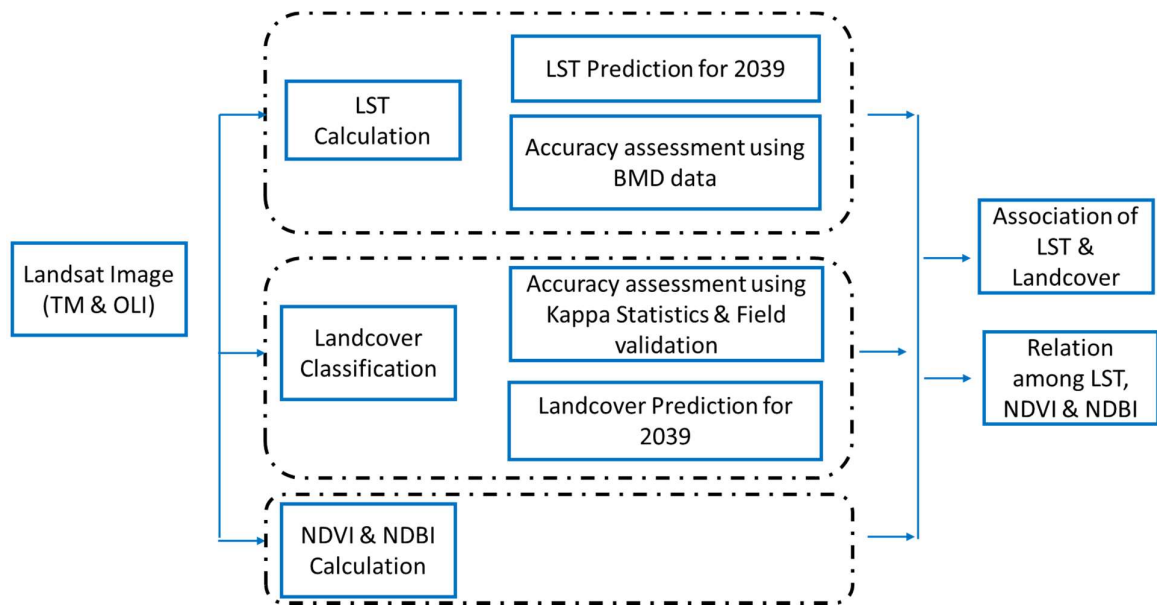 Landsat Image
(TM & OLI)
LST
Calculation
LST Prediction for 2039
Accuracy assessment using
BMD data
Landcover
Classification
Accuracy assessment using
Kappa Statistics & Field
validation
Landcover Prediction for
2039
NDVI & NDBI
Calculation
Association of
LST &
Landcover
Relation
among LST,
NDVI & NDBI